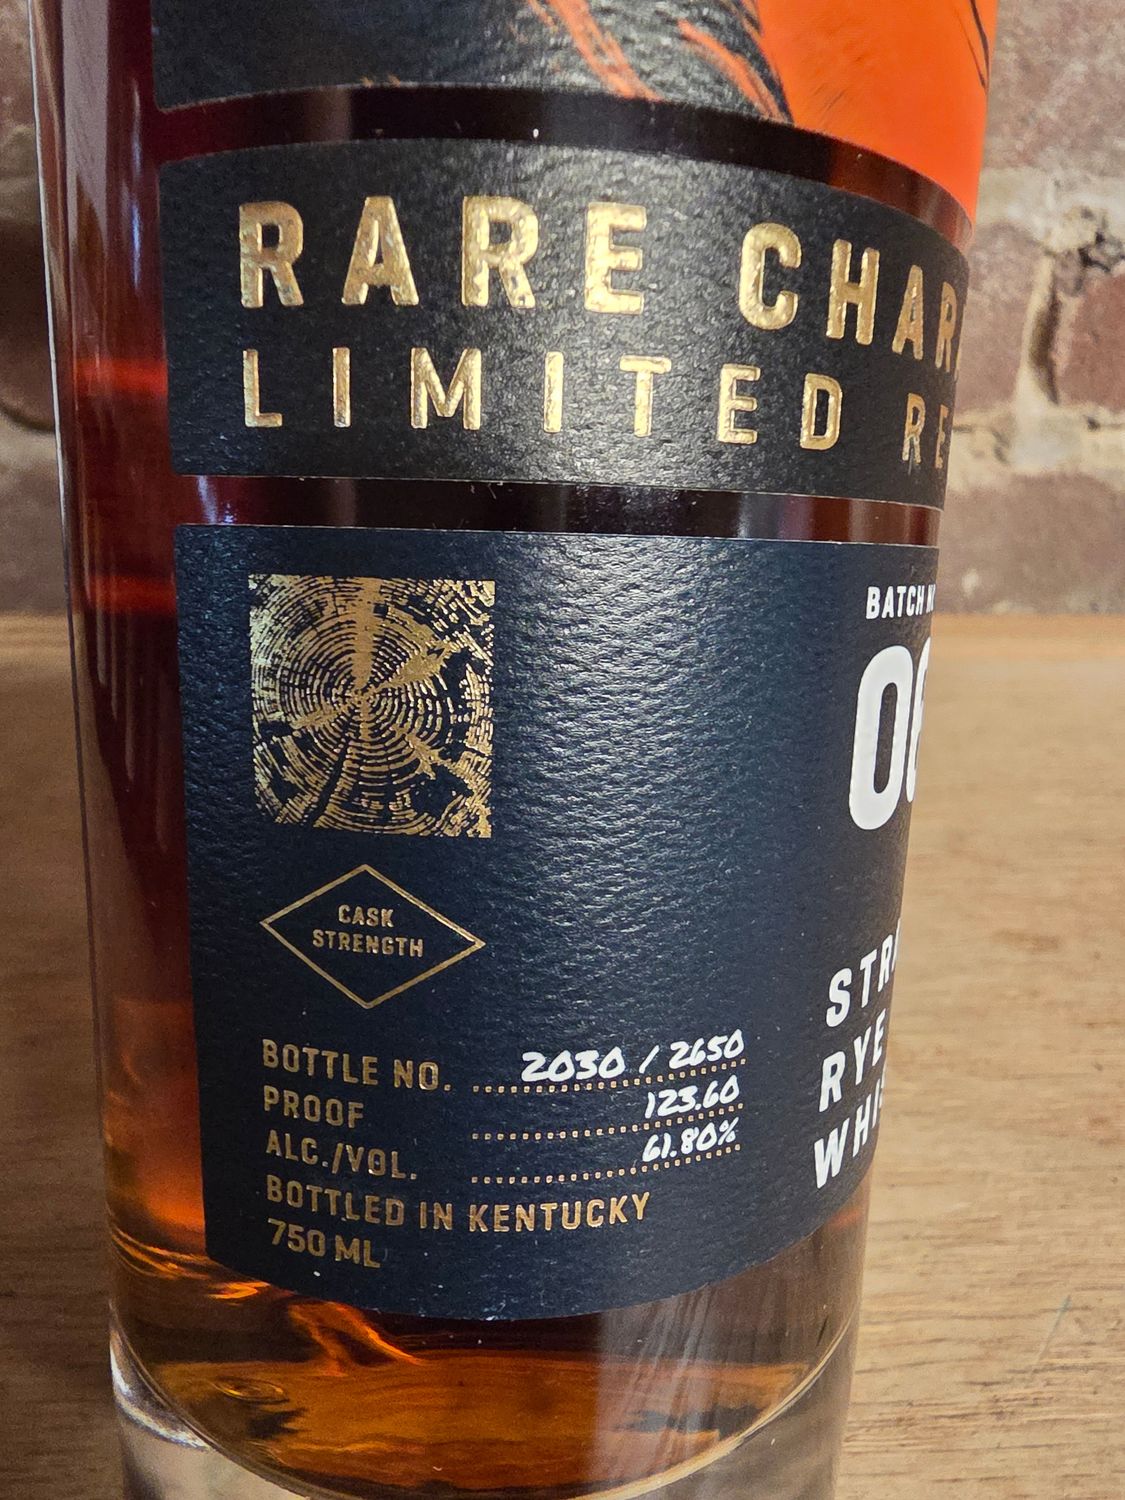 RARE CHAR
LIMITED RE
BATCH N
CASK
STRENGTH
STR
RYE
WHIS
BOTTLE NO. 2030 / 2650
PROOF 123.60
ALC./VOL. 61.80%
BOTTLED IN KENTUCKY
750 ML